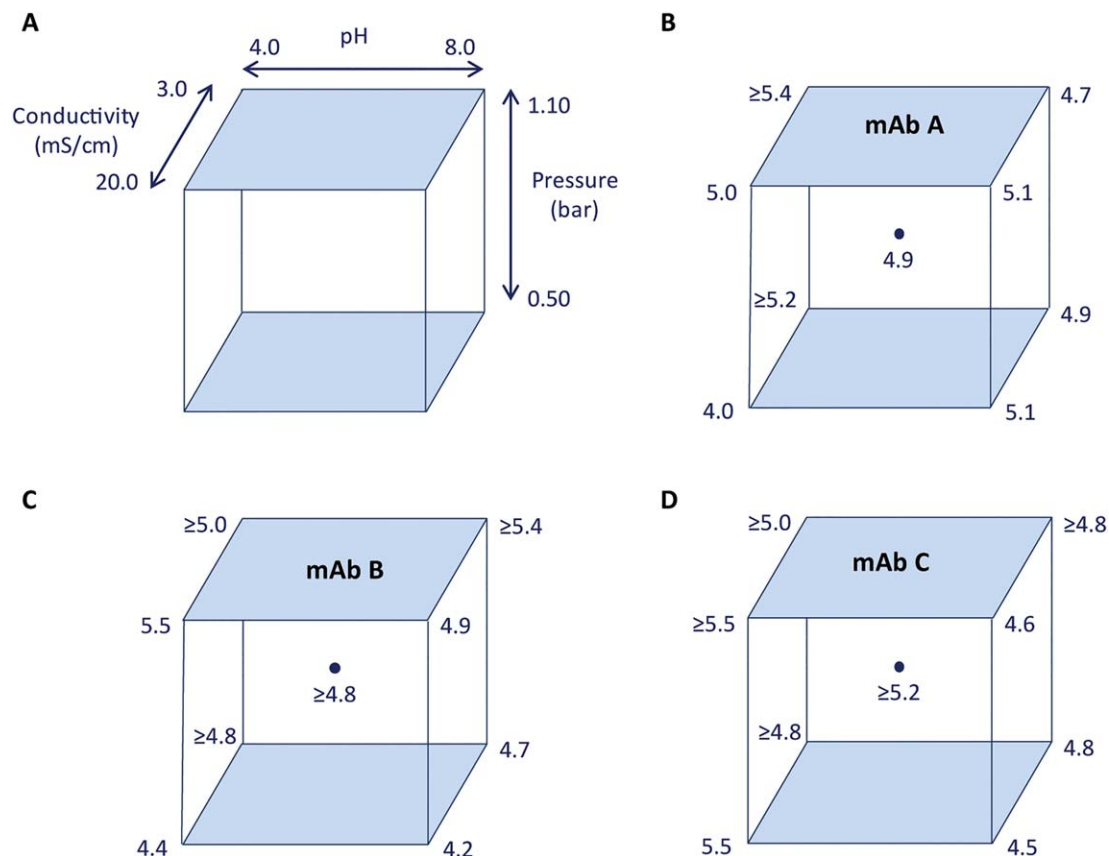 A
pH
4.0
8.0
3.0
Conductivity
(mS/cm)
20.0
1.10
Pressure
(bar)
0.50
B
≥5.4
4.7
mAb A
5.0
5.1
4.9
≥5.2
4.9
4.0
5.1
C
≥5.0
≥5.4
mAb B
5.5
4.9
≥4.8
≥4.8
4.7
4.4
4.2
D
≥5.0
≥4.8
mAb C
≥5.5
4.6
≥5.2
≥4.8
4.8
5.5
4.5